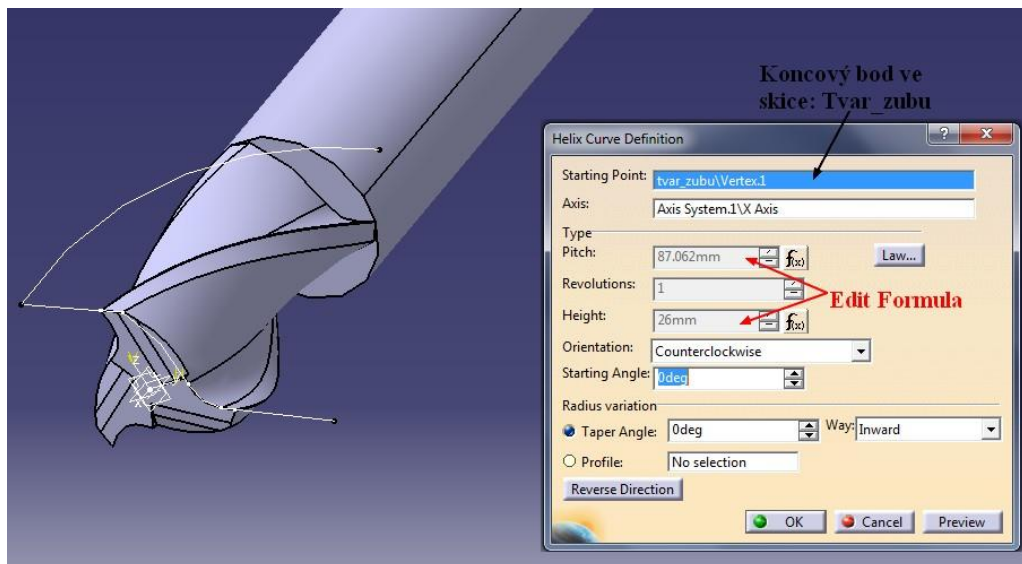 Koncový bod ve
skice: Tvar_zubu
Helix Curve Definition
Starting Point: tvar_zubu\Vertex.1
Axis: Axis System.1\X Axis
Type
Pitch: 87.062mm f(x) Law...
Revolutions: 1
Edit Formula
Height: 26mm f(x)
Orientation: Counterclockwise
Starting Angle: 0deg
Radius variation
Taper Angle: 0deg Way: Inward
Profile: No selection
Reverse Direction
OK Cancel Preview
z
x